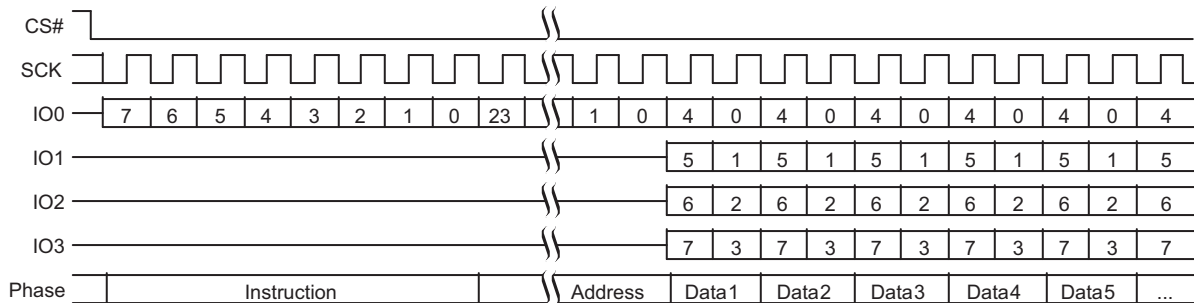 CS#
SCK
IO0 7 6 5 4 3 2 1 0 23 1 0 4 0 4 0 4 0 4 0 4 0 4
IO1 5 1 5 1 5 1 5 1 5 1 5
IO2 6 2 6 2 6 2 6 2 6 2 6
IO3 7 3 7 3 7 3 7 3 7 3 7
Phase Instruction Address Data1 Data2 Data3 Data4 Data5 ...